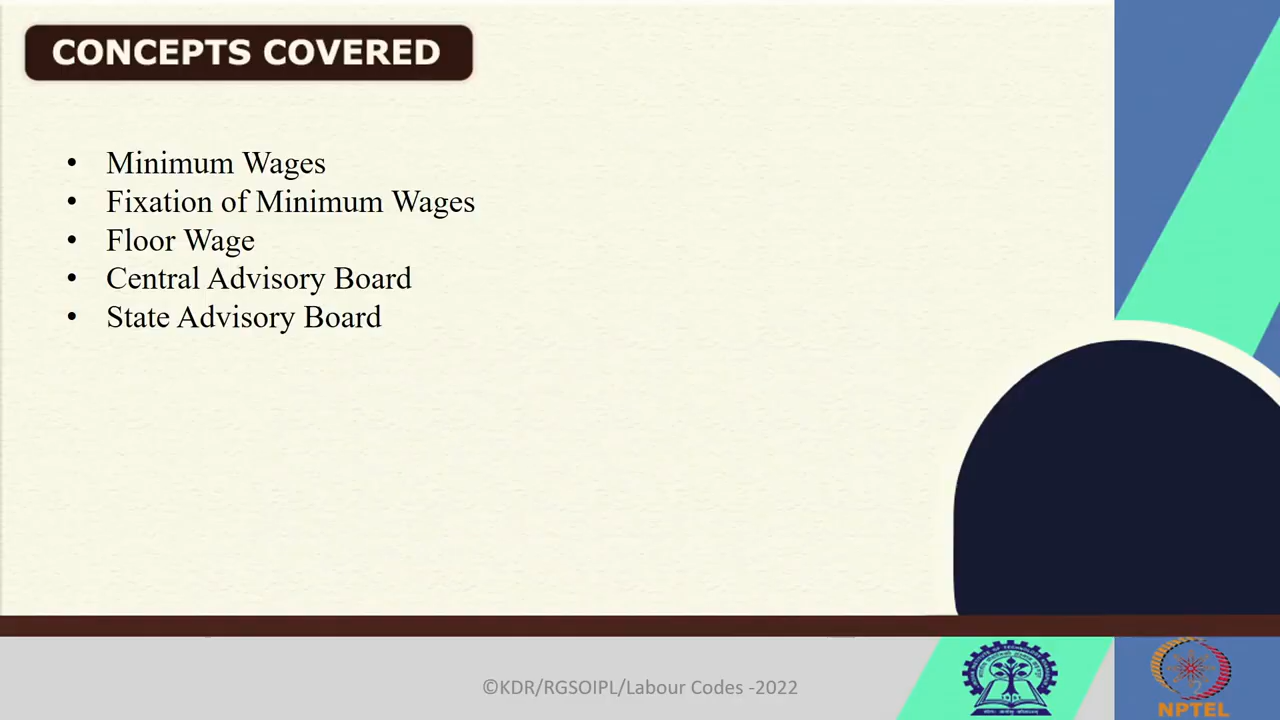 CONCEPTS COVERED
• Minimum Wages
• Fixation of Minimum Wages
• Floor Wage
• Central Advisory Board
• State Advisory Board
©KDR/RGSOIPL/Labour Codes -2022
2
NPTEL